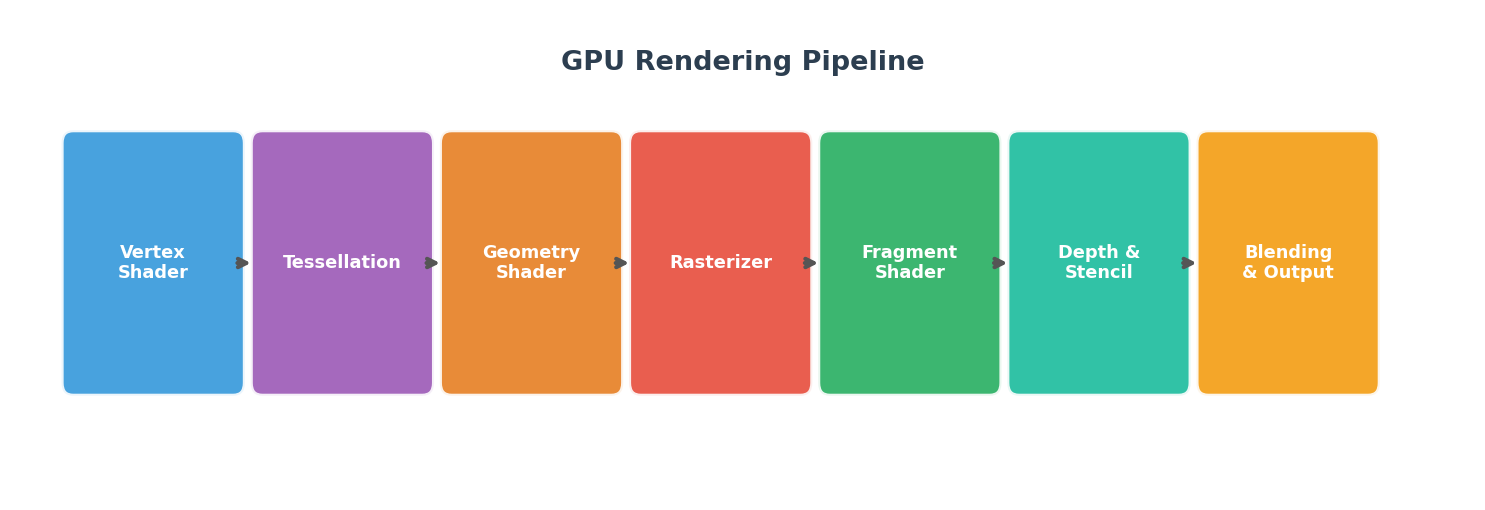 GPU Rendering Pipeline
Vertex
Shader
Tessellation
Geometry
Shader
Rasterizer
Fragment
Shader
Depth &
Stencil
Blending
& Output